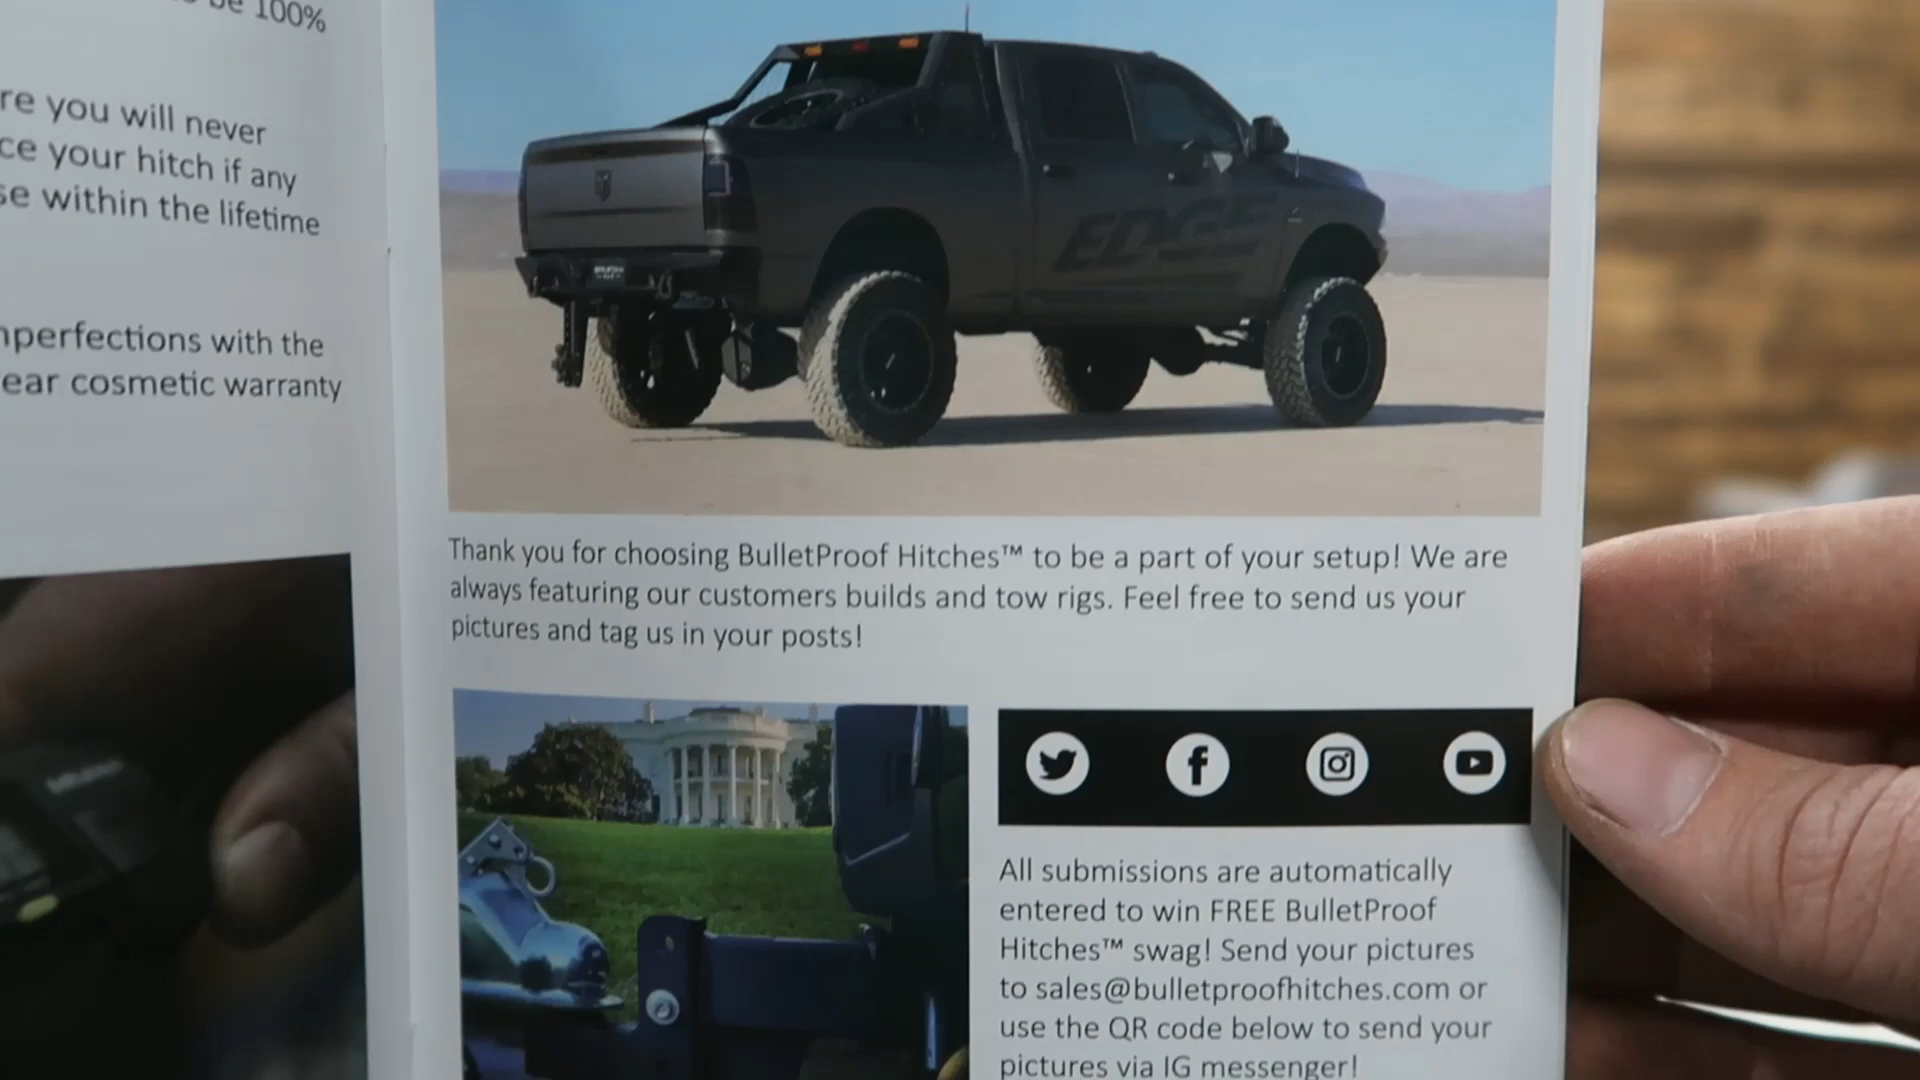 be 100%
re you will never
ce your hitch if any
se within the lifetime
perfections with the
ear cosmetic warranty
EDGE
Thank you for choosing BulletProof Hitches™ to be a part of your setup! We are
always featuring our customers builds and tow rigs. Feel free to send us your
pictures and tag us in your posts!
All submissions are automatically
entered to win FREE BulletProof
Hitches™ swag! Send your pictures
to sales@bulletproofhitches.com or
use the QR code below to send your
pictures via IG messenger!